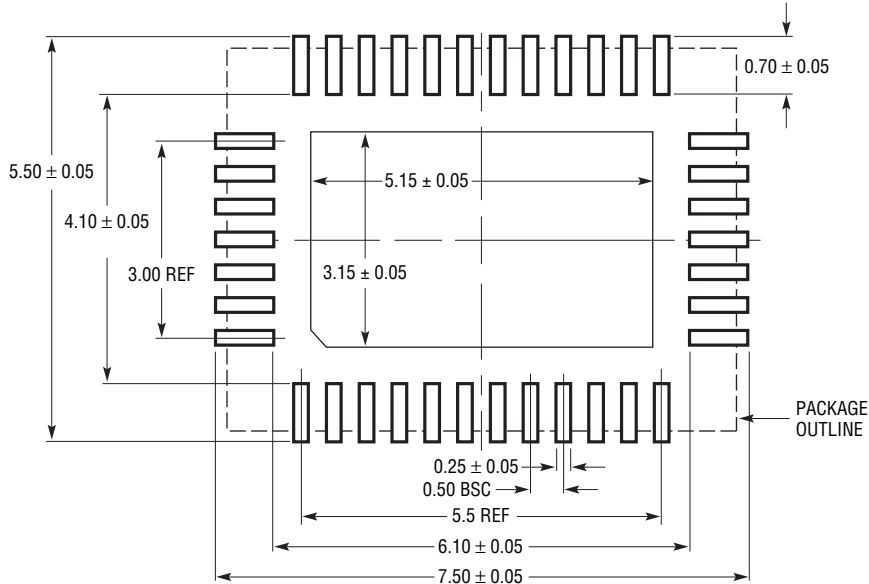 0.70 ± 0.05
5.50 ± 0.05
5.15 ± 0.05
4.10 ± 0.05
3.00 REF
3.15 ± 0.05
PACKAGE
OUTLINE
0.25 ± 0.05
0.50 BSC
5.5 REF
6.10 ± 0.05
7.50 ± 0.05